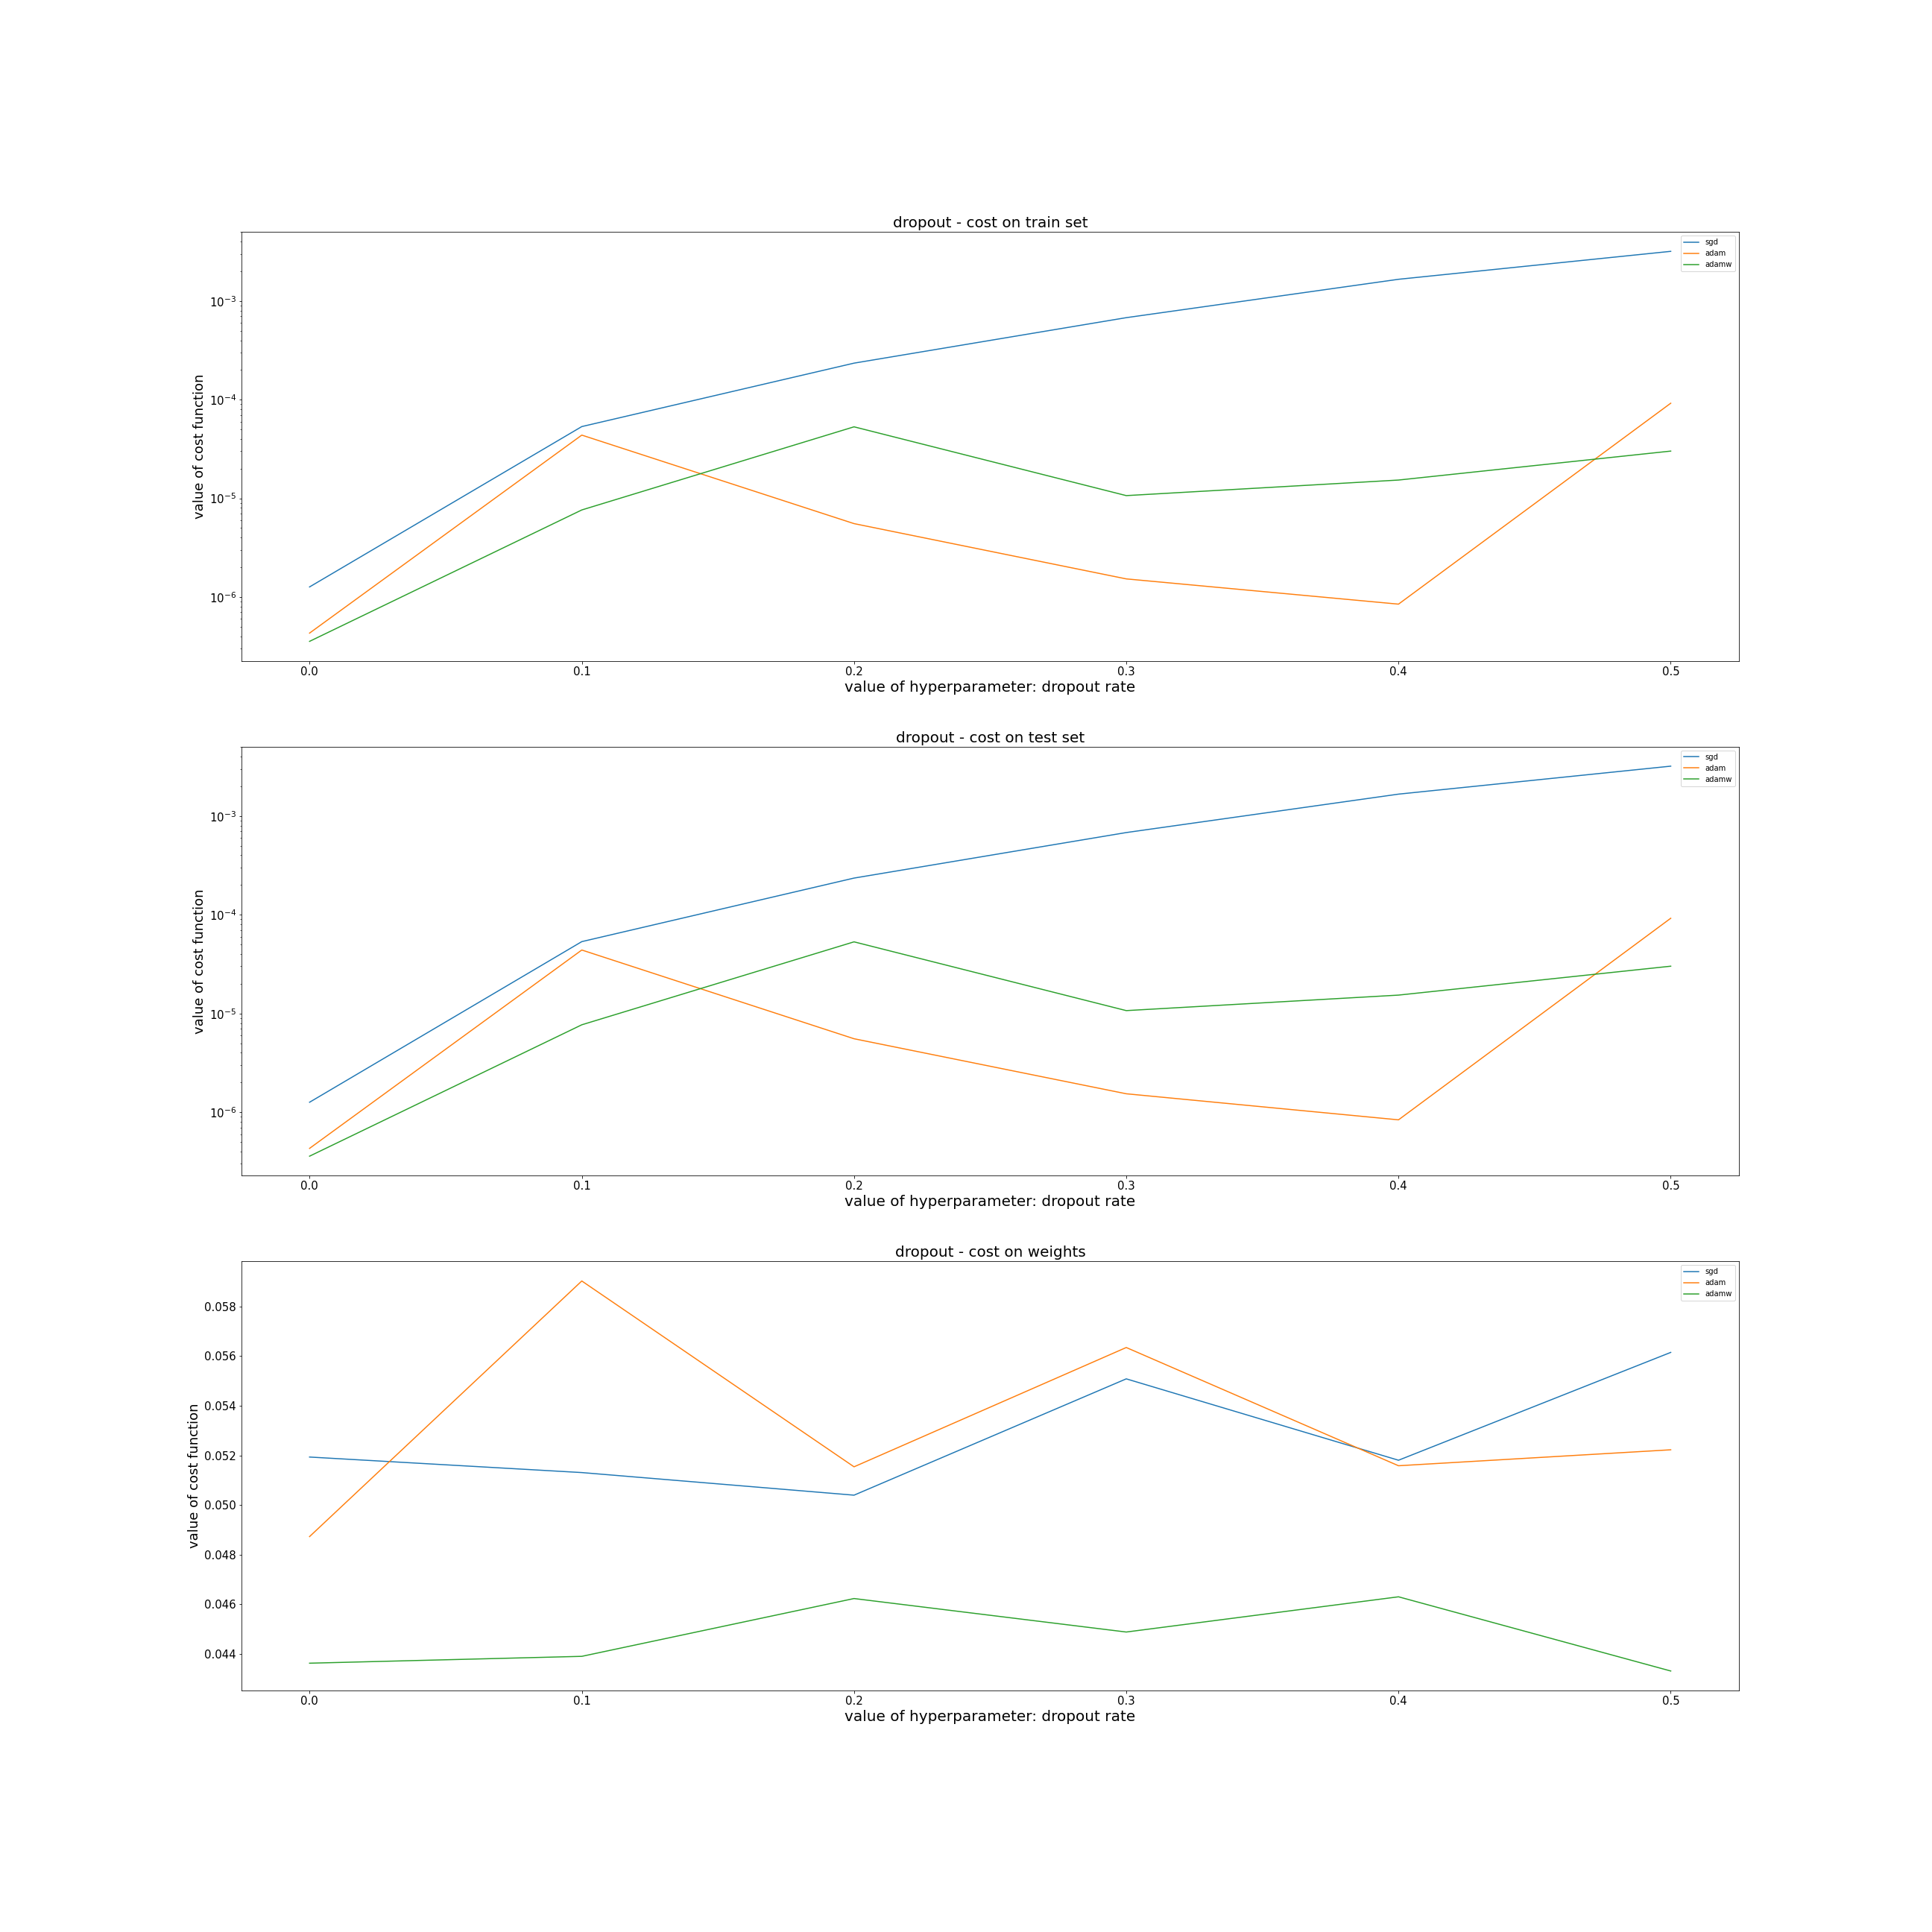 dropout - cost on train set
sgd
adam
adamw
value of cost function
10⁻³
10⁻⁴
10⁻⁵
10⁻⁶
0.0 0.1 0.2 0.3 0.4 0.5
value of hyperparameter: dropout rate
dropout - cost on test set
sgd
adam
adamw
value of cost function
10⁻³
10⁻⁴
10⁻⁵
10⁻⁶
0.0 0.1 0.2 0.3 0.4 0.5
value of hyperparameter: dropout rate
dropout - cost on weights
sgd
adam
adamw
value of cost function
0.058
0.056
0.054
0.052
0.050
0.048
0.046
0.044
0.0 0.1 0.2 0.3 0.4 0.5
value of hyperparameter: dropout rate